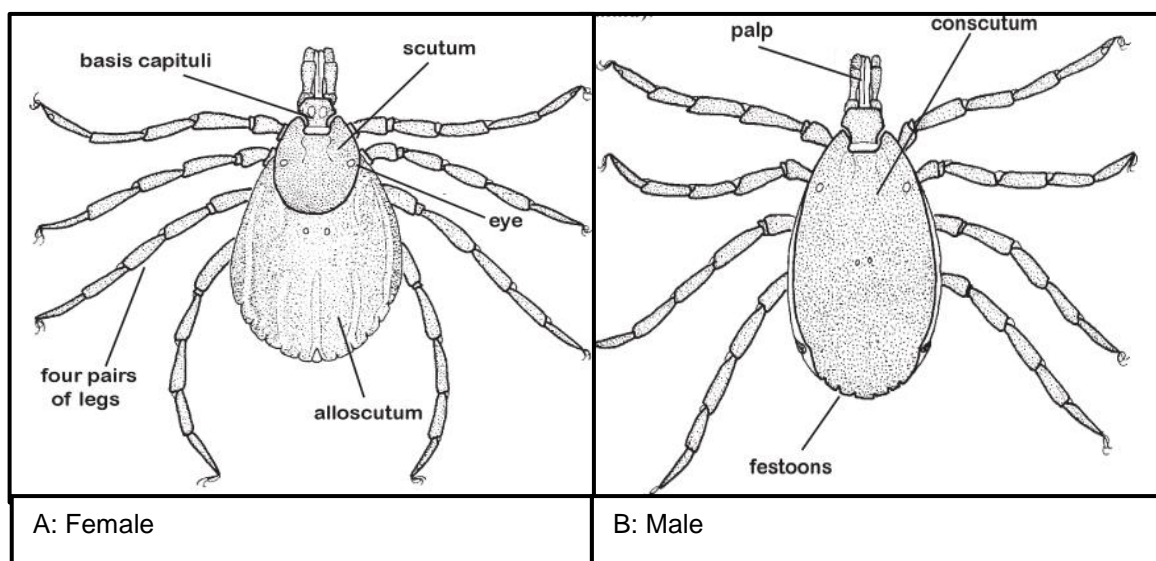 basis capituli
scutum
eye
four pairs
of legs
alloscutum
palp
conscutum
festoons
A: Female
B: Male